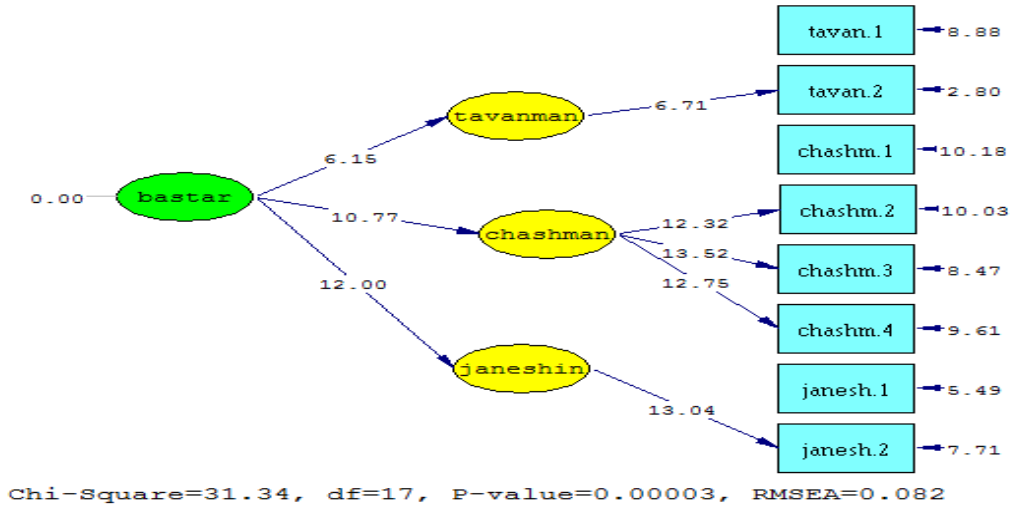 tavan.1
8.88
tavan.2
2.80
tavanman
6.71
chashm.1
10.18
6.15
bastar
0.00
10.77
chashman
12.32
chashm.2
10.03
13.52
chashm.3
8.47
12.75
12.00
chashm.4
9.61
janeshin
janesh.1
5.49
13.04
janesh.2
7.71
Chi-Square=31.34, df=17, P-value=0.00003, RMSEA=0.082